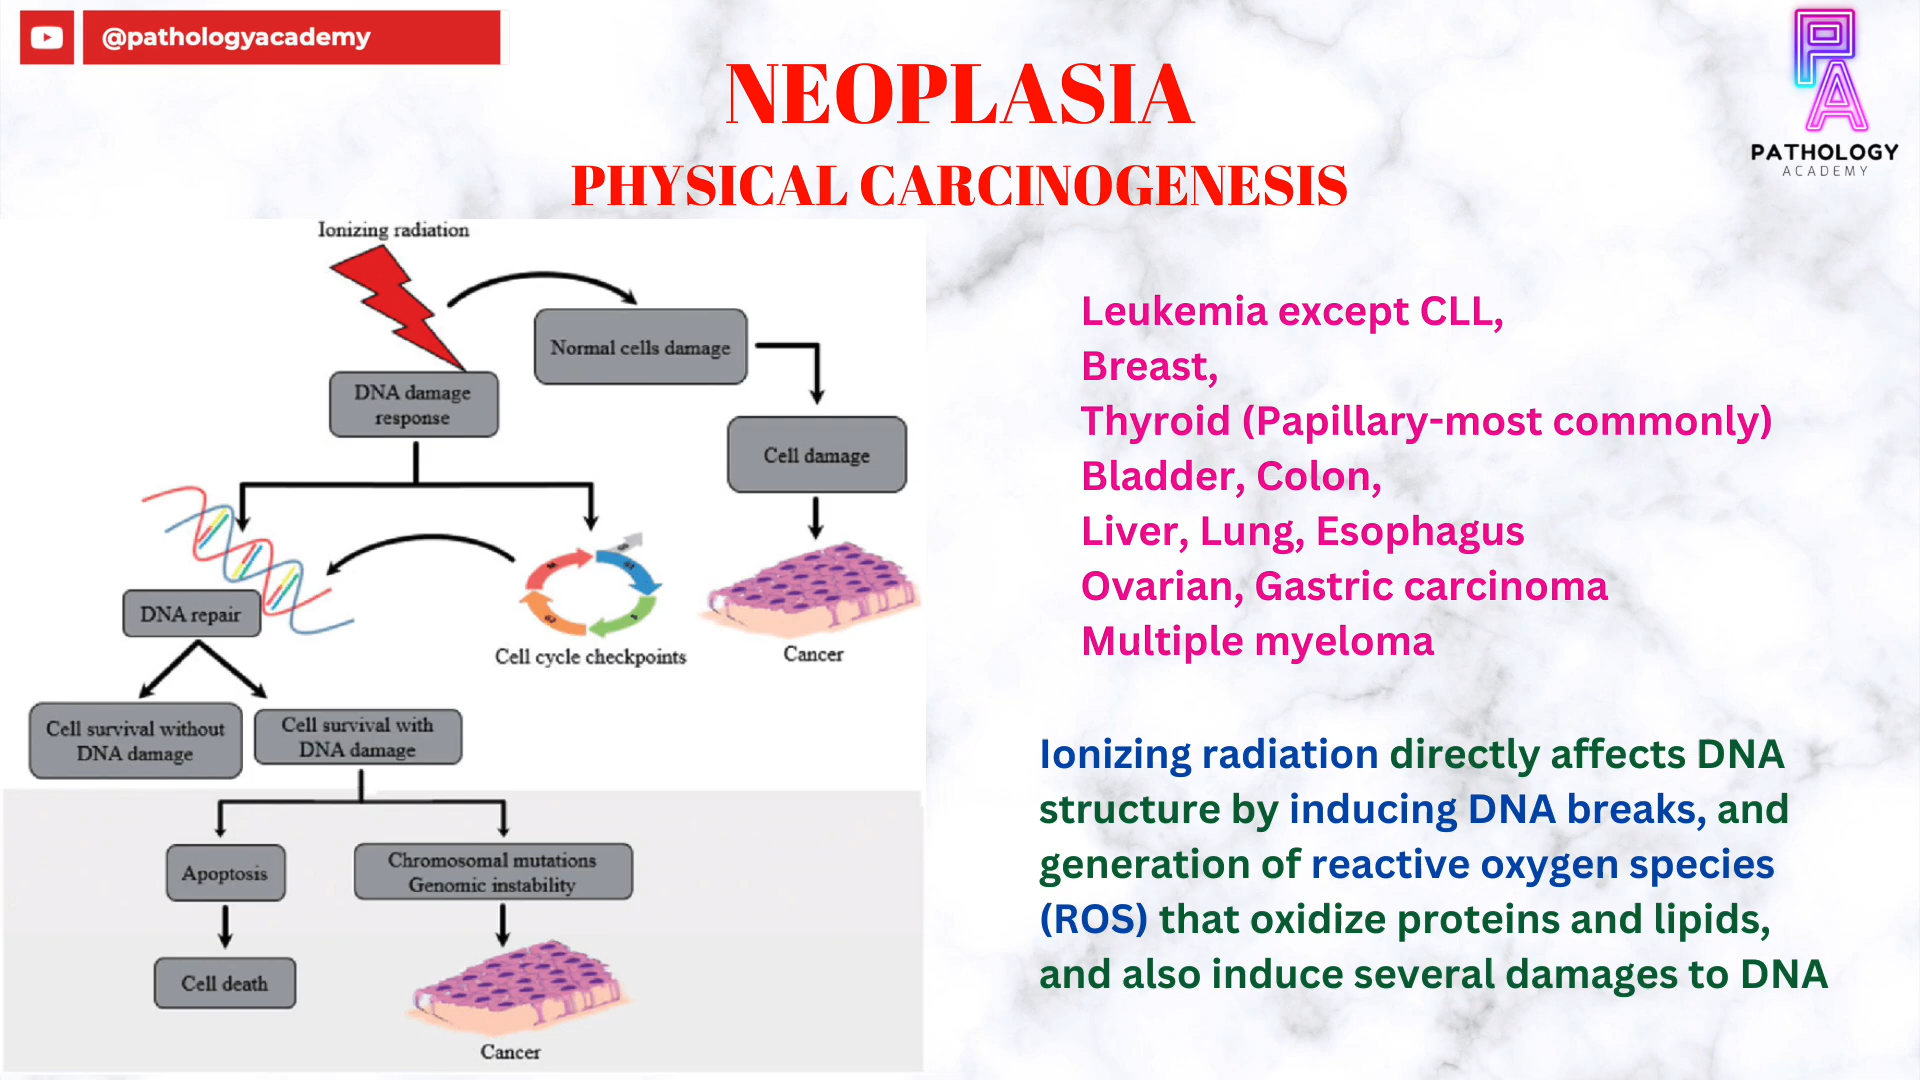 @pathologyacademy
PA
PATHOLOGY
ACADEMY
NEOPLASIA
PHYSICAL CARCINOGENESIS
Ionizing radiation
Normal cells damage
DNA damage
response
Cell damage
DNA repair
Cell cycle checkpoints
Cancer
Cell survival without
DNA damage
Cell survival with
DNA damage
Apoptosis
Chromosomal mutations
Genomic instability
Cell death
Cancer
Leukemia except CLL,
Breast,
Thyroid (Papillary-most commonly)
Bladder, Colon,
Liver, Lung, Esophagus
Ovarian, Gastric carcinoma
Multiple myeloma
Ionizing radiation directly affects DNA
structure by inducing DNA breaks, and
generation of reactive oxygen species
(ROS) that oxidize proteins and lipids,
and also induce several damages to DNA